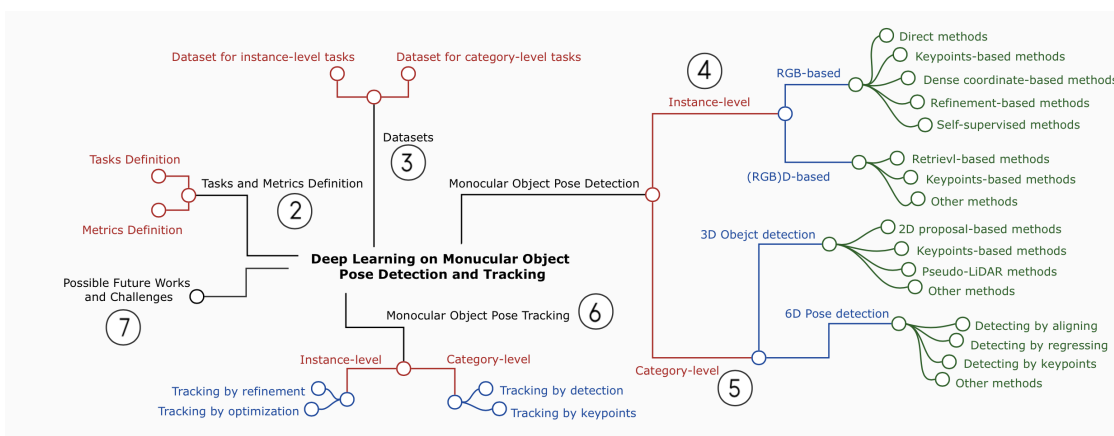 Dataset for instance-level tasks
Dataset for category-level tasks
Datasets
3
Tasks Definition
Metrics Definition
Tasks and Metrics Definition
2
Deep Learning on Monucular Object
Pose Detection and Tracking
Possible Future Works
and Challenges
7
Monocular Object Pose Tracking
6
Instance-level
Category-level
Tracking by refinement
Tracking by optimization
Tracking by detection
Tracking by keypoints
Monocular Object Pose Detection
4
Instance-level
RGB-based
Direct methods
Keypoints-based methods
Dense coordinate-based methods
Refinement-based methods
Self-supervised methods
(RGB)D-based
Retrievl-based methods
Keypoints-based methods
Other methods
Category-level
5
3D Obejct detection
2D proposal-based methods
Keypoints-based methods
Pseudo-LiDAR methods
Other methods
6D Pose detection
Detecting by aligning
Detecting by regressing
Detecting by keypoints
Other methods